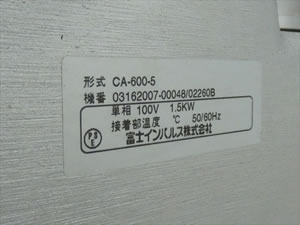 形式 CA-600-5
機番 03162007-00048/02260B
単相 100V 1.5KW
接着部温度 ℃ 50/60Hz
富士インパルス株式会社
PSE